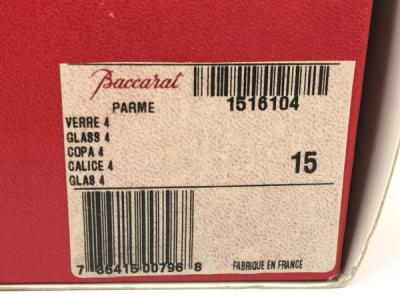 Baccarat
PARME
1516104
VERRE 4
GLASS 4
COPA 4
CALICE 4
GLAS 4
15
7 36415 00796 8
FABRIQUE EN FRANCE